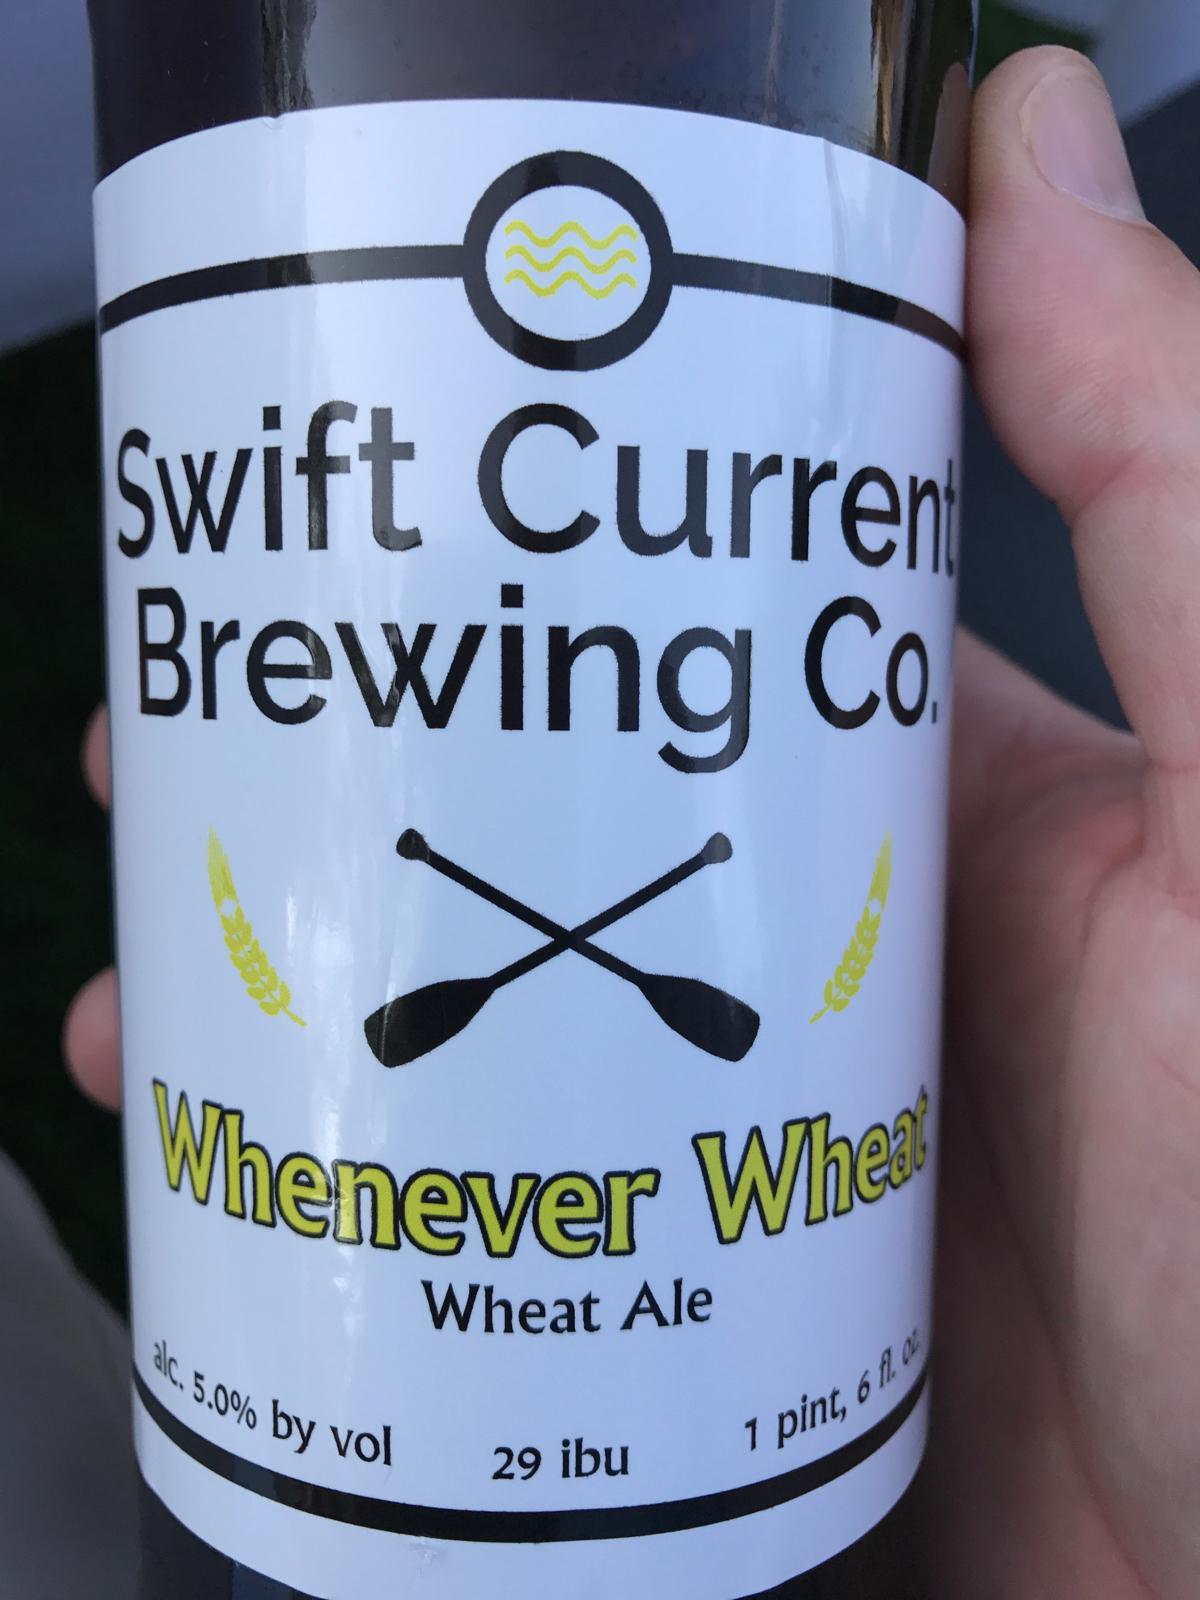 Swift Current
Brewing Co.
Whenever Wheat
Wheat Ale
alc. 5.0% by vol
29 ibu
1 pint, 6 fl. oz.